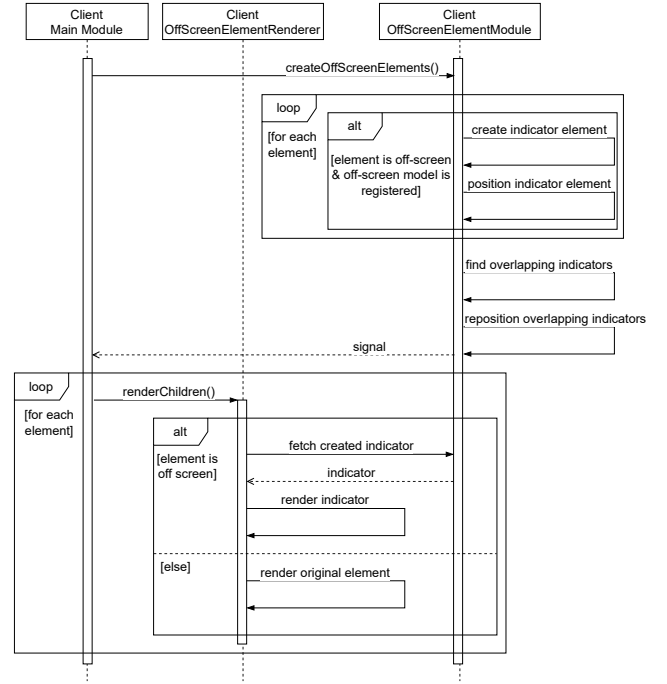 Client
Main Module
Client
OffScreenElementRenderer
Client
OffScreenElementModule
createOffScreenElements()
loop
[for each
element]
alt
[element is off-screen
& off-screen model is
registered]
create indicator element
position indicator element
find overlapping indicators
reposition overlapping indicators
signal
loop
[for each
element]
renderChildren()
alt
[element is
off screen]
fetch created indicator
indicator
render indicator
[else]
render original element